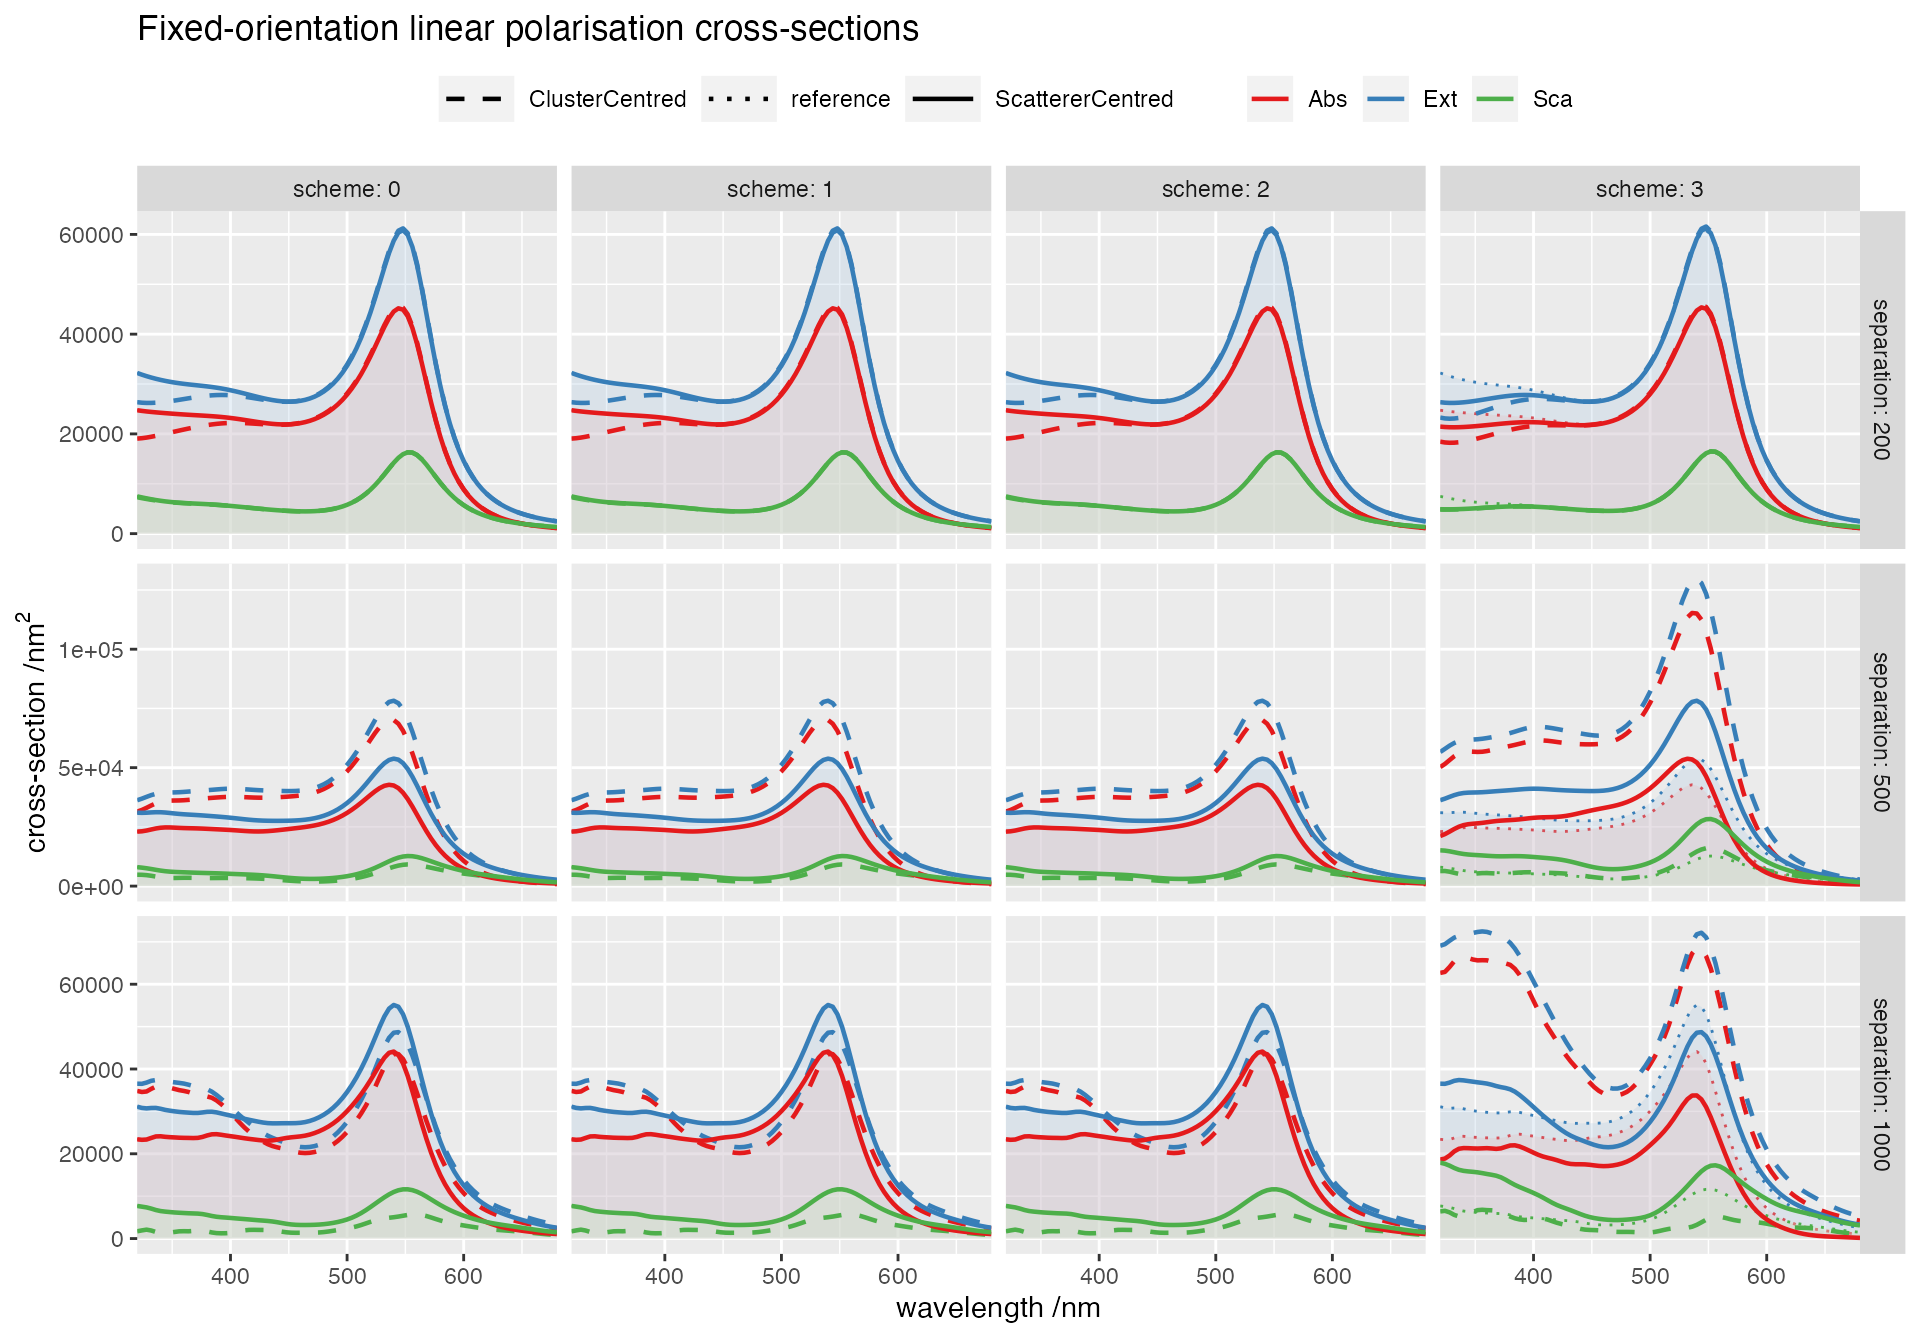 Fixed-orientation linear polarisation cross-sections
ClusterCentred reference ScattererCentred Abs Ext Sca
scheme: 0 scheme: 1 scheme: 2 scheme: 3
60000
40000
20000
0
separation: 200
cross-section /nm²
1e+05
5e+04
0e+00
separation: 500
60000
40000
20000
0
separation: 1000
400 500 600 400 500 600 400 500 600 400 500 600
wavelength /nm